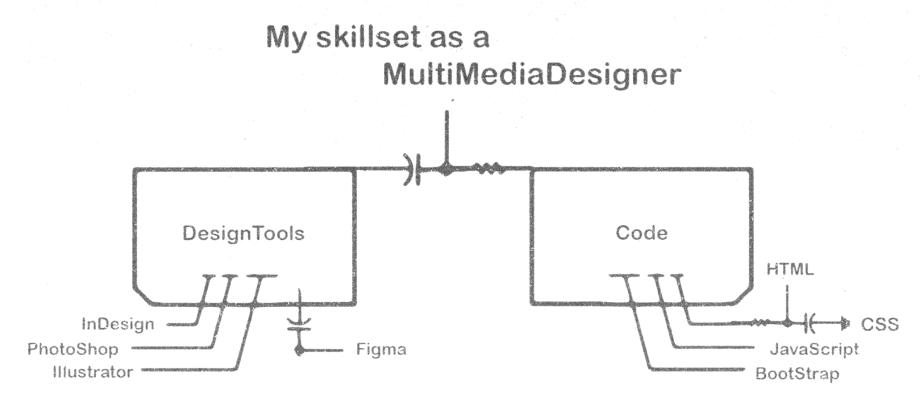 My skillset as a
MultiMediaDesigner
DesignTools
Code
HTML
InDesign
CSS
PhotoShop
Figma
JavaScript
Illustrator
BootStrap